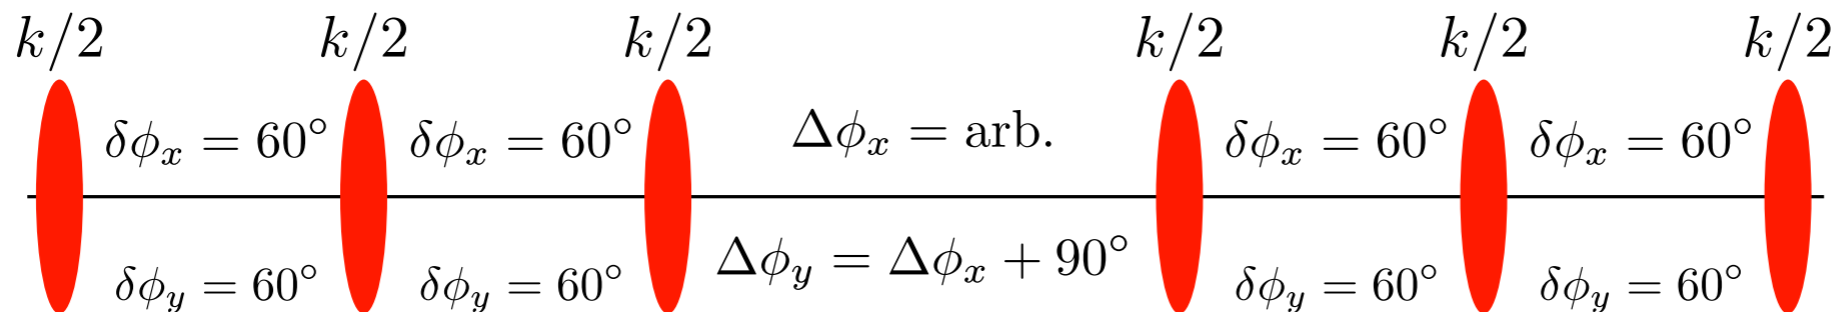 k/2 k/2 k/2 k/2 k/2 k/2
δϕ_x = 60° δϕ_x = 60° Δϕ_x = arb. δϕ_x = 60° δϕ_x = 60°
δϕ_y = 60° δϕ_y = 60° Δϕ_y = Δϕ_x + 90° δϕ_y = 60° δϕ_y = 60°